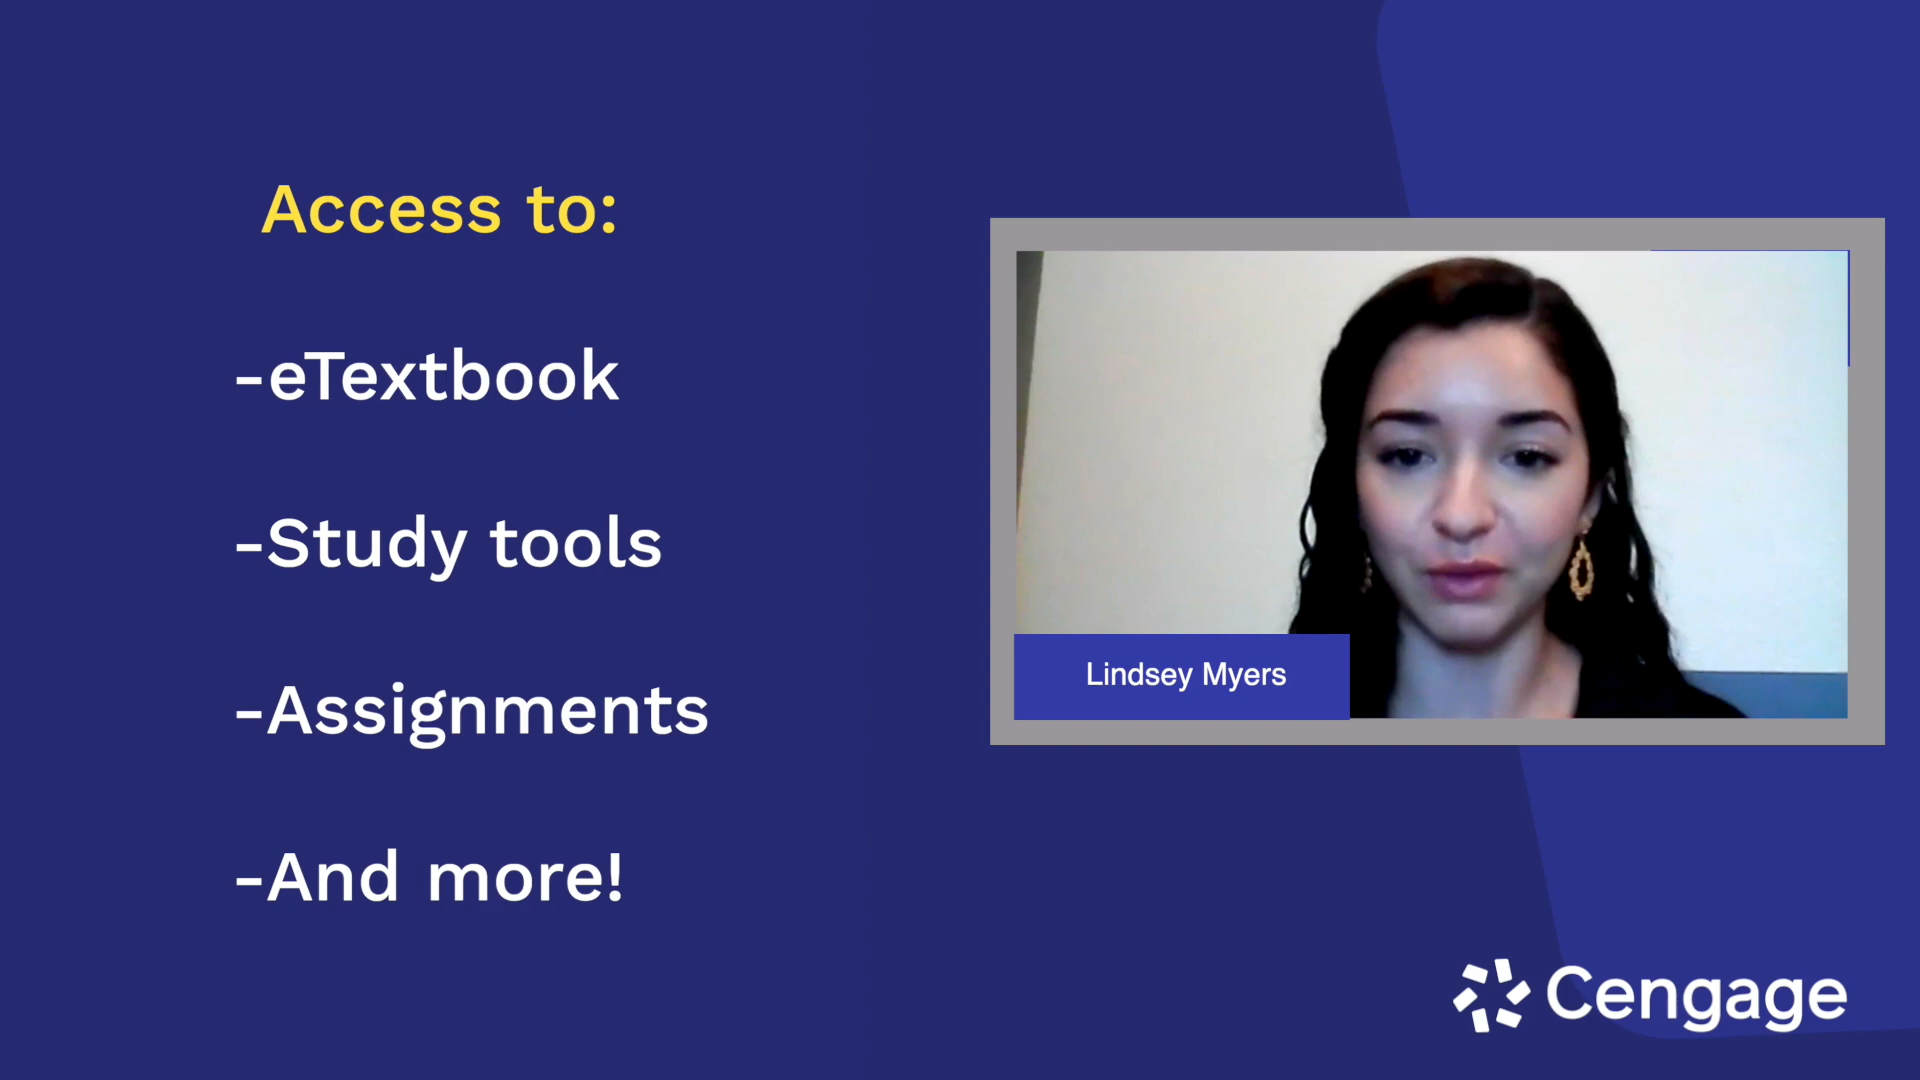 Access to:
-eTextbook
-Study tools
-Assignments
-And more!
Lindsey Myers
Cengage